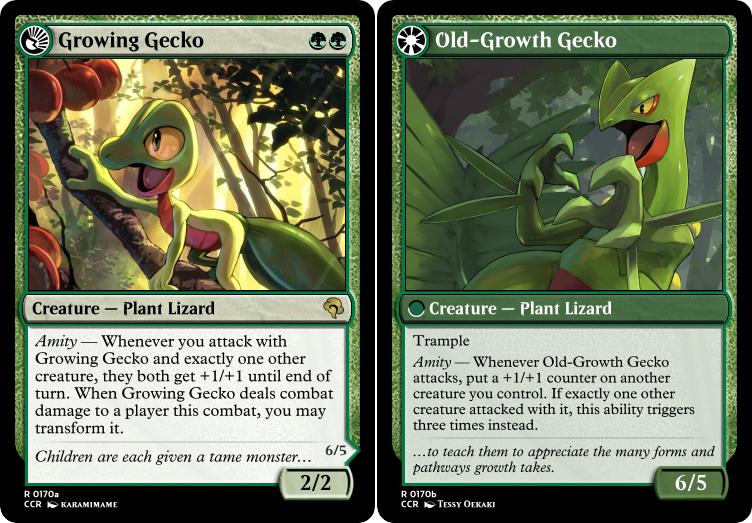 Growing Gecko
Creature — Plant Lizard
Amity — Whenever you attack with
Growing Gecko and exactly one other
creature, they both get +1/+1 until end of
turn. When Growing Gecko deals combat
damage to a player this combat, you may
transform it.
Children are each given a tame monster…
6/5
2/2
R 0170a
CCR KARAMIMAME
Old-Growth Gecko
Creature — Plant Lizard
Trample
Amity — Whenever Old-Growth Gecko
attacks, put a +1/+1 counter on another
creature you control. If exactly one other
creature attacked with it, this ability triggers
three times instead.
…to teach them to appreciate the many forms and
pathways growth takes.
6/5
R 0170b
CCR Tessy Oekaki